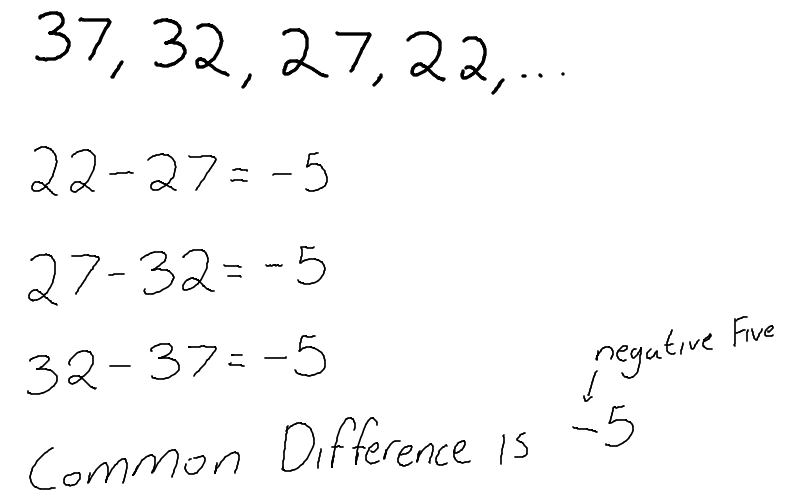 37, 32, 27, 22, ...
22 - 27 = -5
27 - 32 = -5
32 - 37 = -5
negative Five
Common Difference is -5